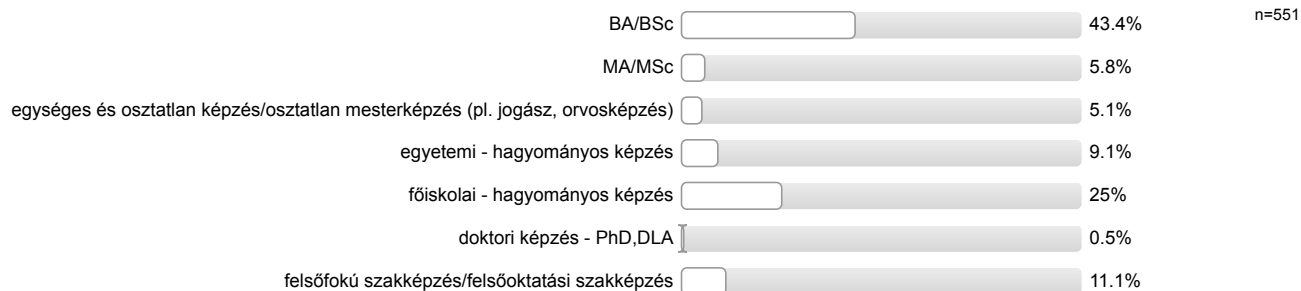 BA/BSc 43.4% n=551
MA/MSc 5.8%
egységes és osztatlan képzés/osztatlan mesterképzés (pl. jogász, orvosképzés) 5.1%
egyetemi - hagyományos képzés 9.1%
főiskolai - hagyományos képzés 25%
doktori képzés - PhD,DLA 0.5%
felsőfokú szakképzés/felsőoktatási szakképzés 11.1%